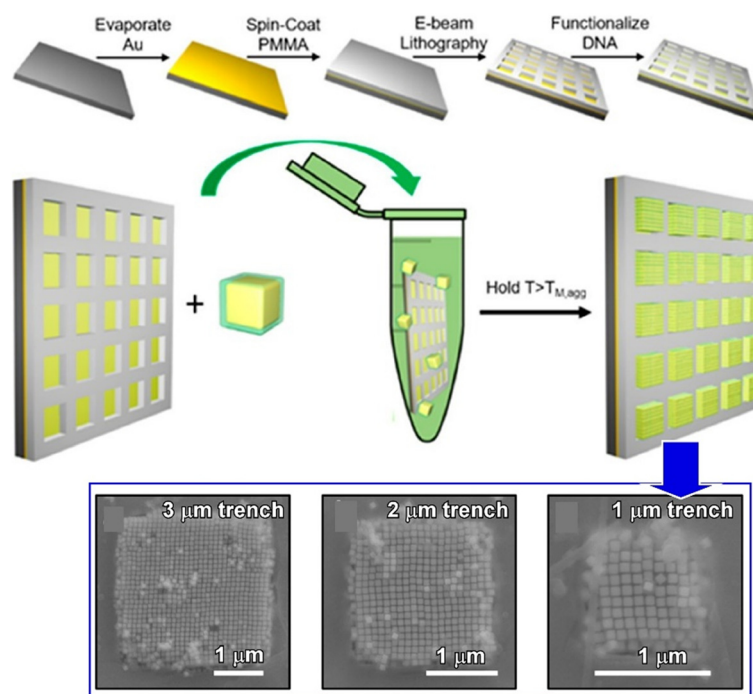 Evaporate
Au
Spin-Coat
PMMA
E-beam
Lithography
Functionalize
DNA
+
Hold T>T_M,agg
3 μm trench
2 μm trench
1 μm trench
1 μm
1 μm
1 μm